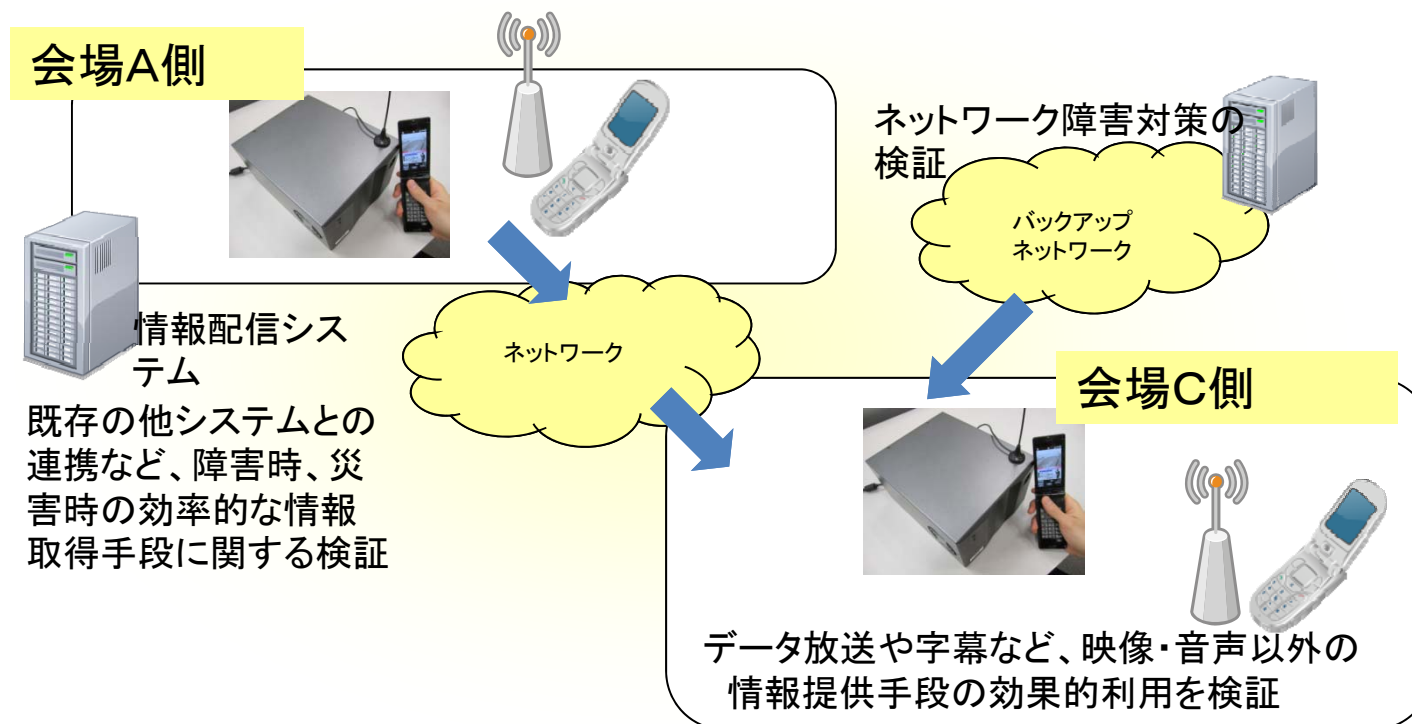 会場A側
ネットワーク障害対策の
検証
バックアップ
ネットワーク
情報配信シス
テム
ネットワーク
既存の他システムとの
連携など、障害時、災
害時の効率的な情報
取得手段に関する検証
会場C側
データ放送や字幕など、映像・音声以外の
情報提供手段の効果的利用を検証